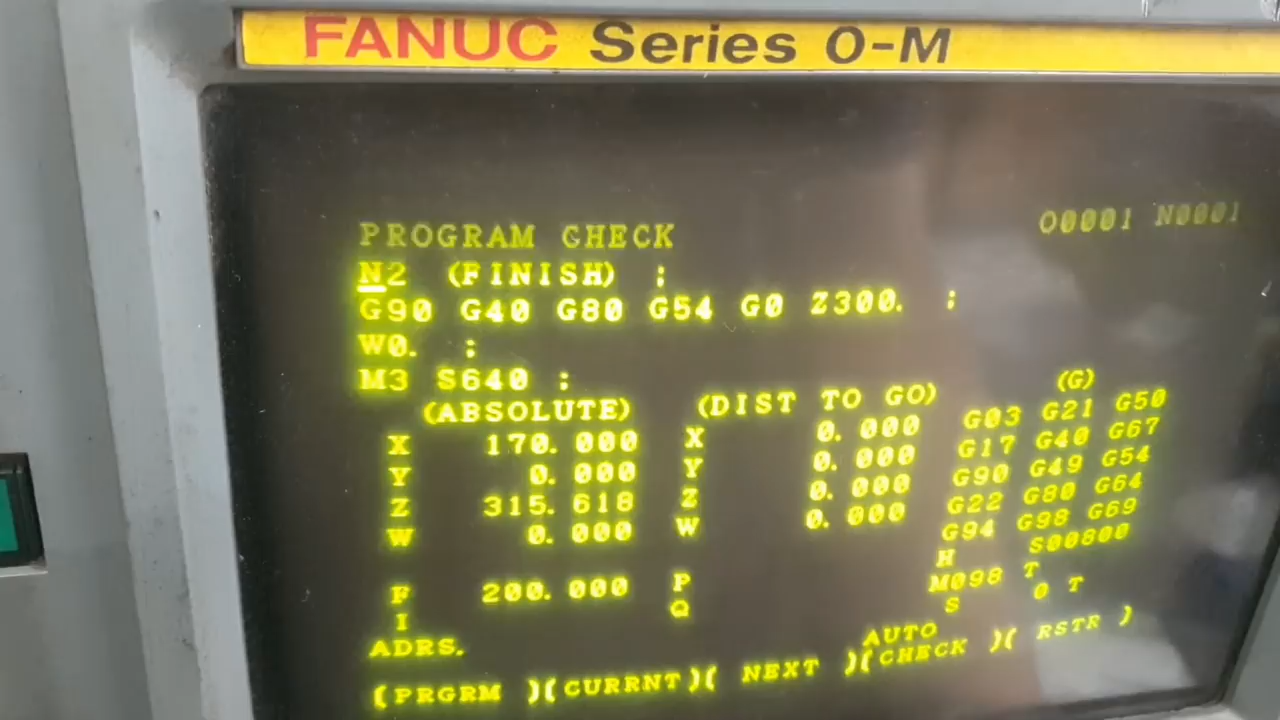 FANUC Series 0-M
PROGRAM CHECK O0001 N0001
N2 (FINISH) ;
G90 G40 G80 G54 G0 Z300. ;
W0. ;
M3 S640 ;
(ABSOLUTE) (DIST TO GO) (G)
X 170.000 X 0.000 G03 G21 G50
Y 0.000 Y 0.000 G17 G40 G67
Z 315.618 Z 0.000 G90 G49 G54
W 0.000 W 0.000 G22 G80 G64
G94 G98 G69
H S00800
F 200.000 P M098 T
I Q S 0 T
ADRS. AUTO
[PRGRM ][CURRNT][ NEXT ][CHECK ][ RSTR ]